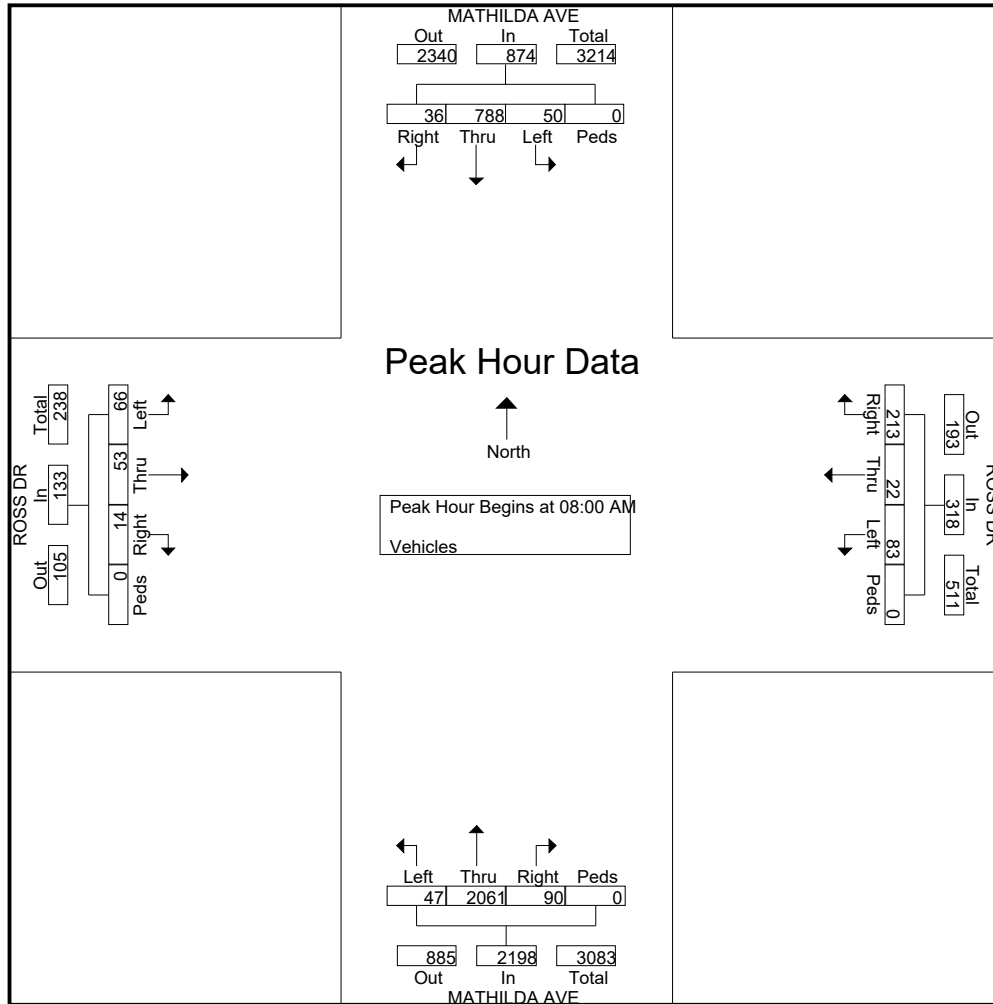 MATHILDA AVE
Out In Total
2340 874 3214
36 788 50 0
Right Thru Left Peds
Peak Hour Data
North
Peak Hour Begins at 08:00 AM
Vehicles
ROSS DR
Out In Total
105 133 238
0 14 53 66
Peds Right Thru Left
ROSS DR
Out In Total
193 318 511
213 22 83 0
Right Thru Left Peds
Left Thru Right Peds
47 2061 90 0
885 2198 3083
Out In Total
MATHILDA AVE